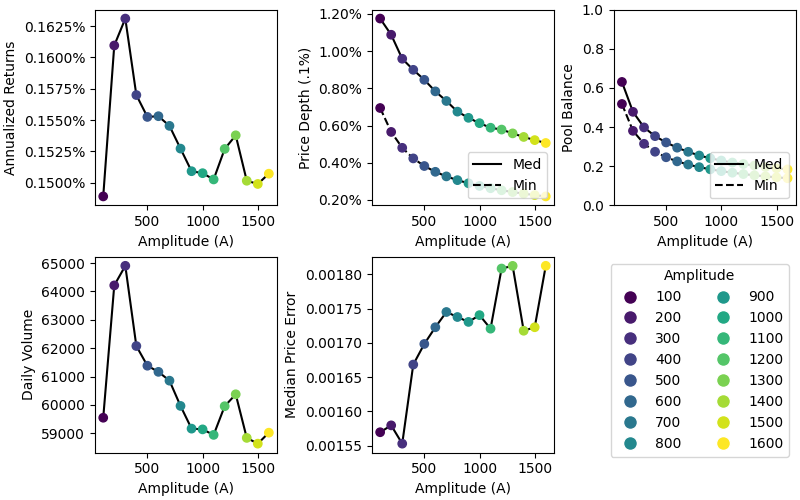 Annualized Returns
0.1625%
0.1600%
0.1575%
0.1550%
0.1525%
0.1500%
500 1000 1500
Amplitude (A)
Price Depth (.1%)
1.20%
1.00%
0.80%
0.60%
0.40%
0.20%
Med
Min
500 1000 1500
Amplitude (A)
Pool Balance
1.0
0.8
0.6
0.4
0.2
0.0
Med
Min
500 1000 1500
Amplitude (A)
Daily Volume
65000
64000
63000
62000
61000
60000
59000
500 1000 1500
Amplitude (A)
Median Price Error
0.00180
0.00175
0.00170
0.00165
0.00160
0.00155
500 1000 1500
Amplitude (A)
Amplitude
100 900
200 1000
300 1100
400 1200
500 1300
600 1400
700 1500
800 1600